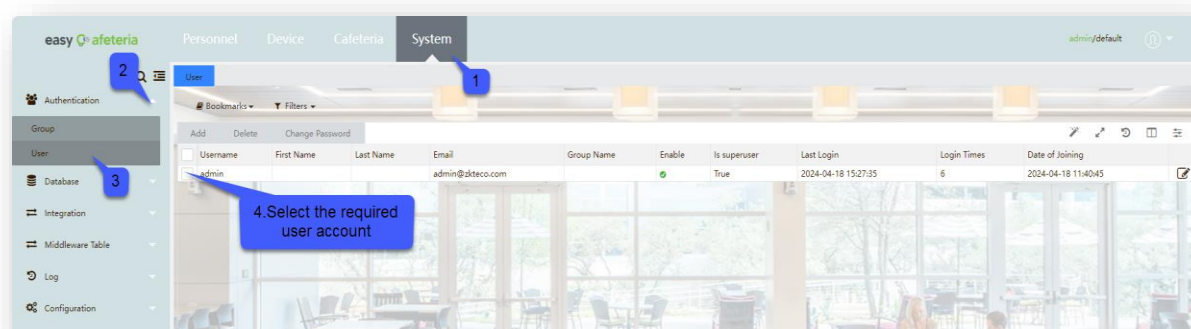 easy Cafeteria
Personnel Device Cafeteria System
admin/default
2
1
User
Authentication
Bookmarks Filters
Group
Add Delete Change Password
User
Username First Name Last Name Email Group Name Enable Is superuser Last Login Login Times Date of Joining
admin admin@zkteco.com True 2024-04-18 15:27:35 6 2024-04-18 11:40:45
3
Database
4.Select the required
user account
Integration
Middleware Table
Log
Configuration